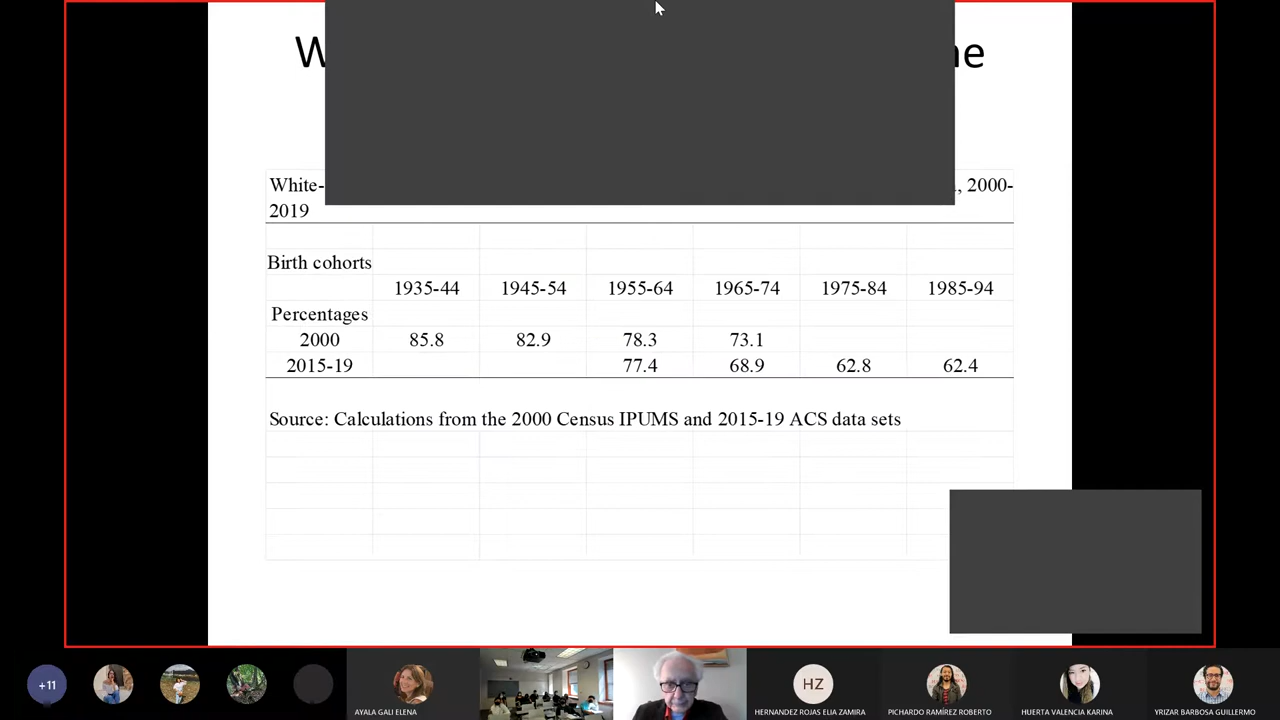 White-
, 2000-
2019
Birth cohorts
1935-44 1945-54 1955-64 1965-74 1975-84 1985-94
Percentages
2000 85.8 82.9 78.3 73.1
2015-19 77.4 68.9 62.8 62.4
Source: Calculations from the 2000 Census IPUMS and 2015-19 ACS data sets
+11
AYALA GALI ELENA
HZ
HERNANDEZ ROJAS ELIA ZAMIRA
PICHARDO RAMÍREZ ROBERTO
HUERTA VALENCIA KARINA
YRIZAR BARBOSA GUILLERMO